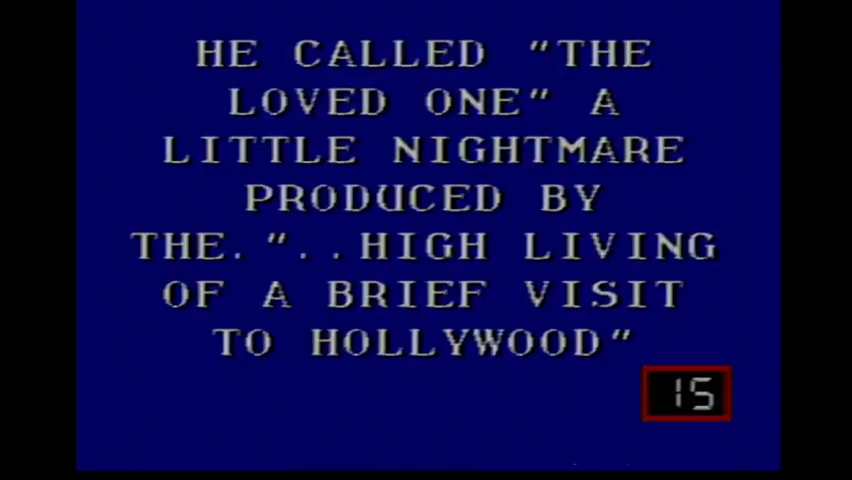 HE CALLED "THE
LOVED ONE" A
LITTLE NIGHTMARE
PRODUCED BY
THE."..HIGH LIVING
OF A BRIEF VISIT
TO HOLLYWOOD"
15